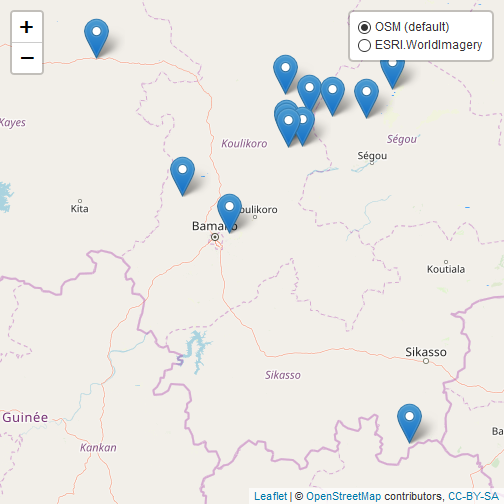 +
−
OSM (default)
ESRI.WorldImagery
Kayes
Koulikoro
Ségou
Ségou
Kita
Koulikoro
Bamako
Koutiala
Sikasso
Sikasso
Guinée
Kankan
Ba
Leaflet | © OpenStreetMap contributors, CC-BY-SA